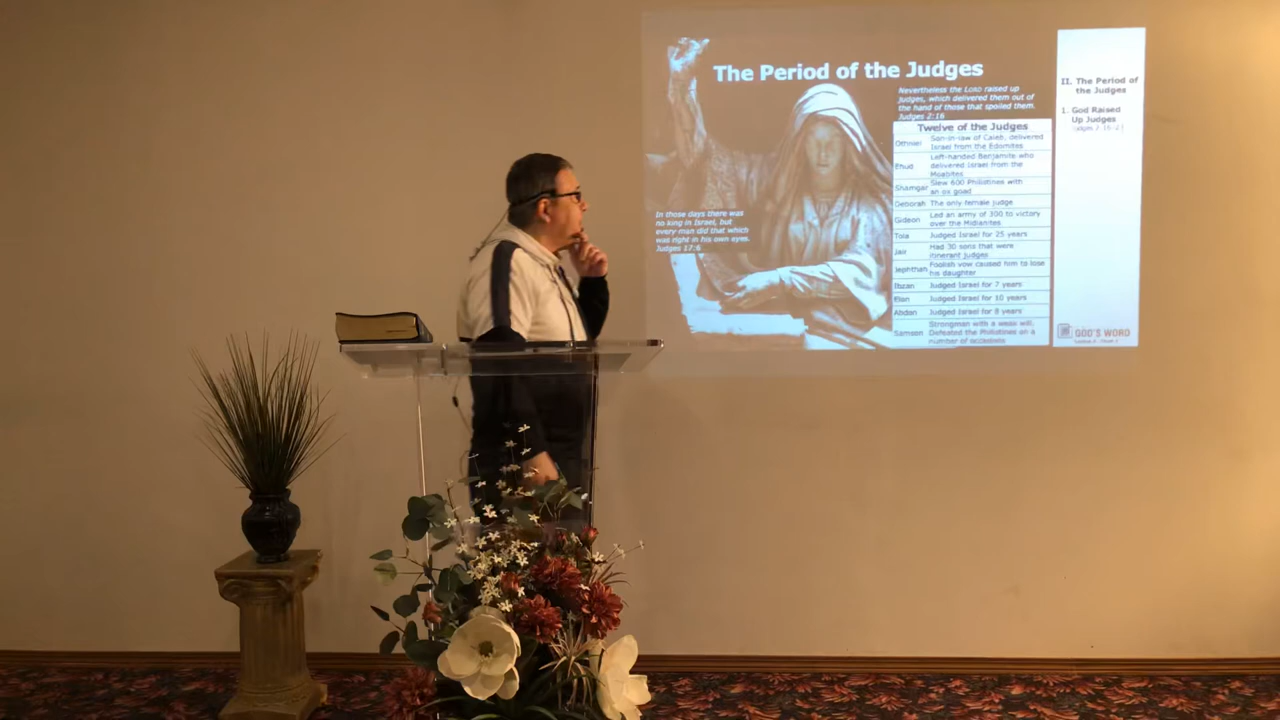 The Period of the Judges
Nevertheless the LORD raised up
judges, which delivered them out of
the hand of those that spoiled them.
Judges 2:16
Twelve of the Judges
Othniel Son-in-law of Caleb, delivered
Israel from the Edomites
Ehud Left-handed Benjamite who
delivered Israel from the
Moabites
Shamgar Slew 600 Philistines with
an ox goad
Deborah The only female judge
Gideon Led an army of 300 to victory
over the Midianites
Tola Judged Israel for 25 years
Jair Had 30 sons that were
itinerant judges
Jephthah Foolish vow caused him to lose
his daughter
Ibzan Judged Israel for 7 years
Elon Judged Israel for 10 years
Abdon Judged Israel for 8 years
Samson Strongman with a weak will.
Defeated the Philistines on a
number of occasions
In those days there was
no king in Israel, but
every man did that which
was right in his own eyes.
Judges 17:6
II. The Period of
the Judges
1. God Raised
Up Judges
GOD'S WORD